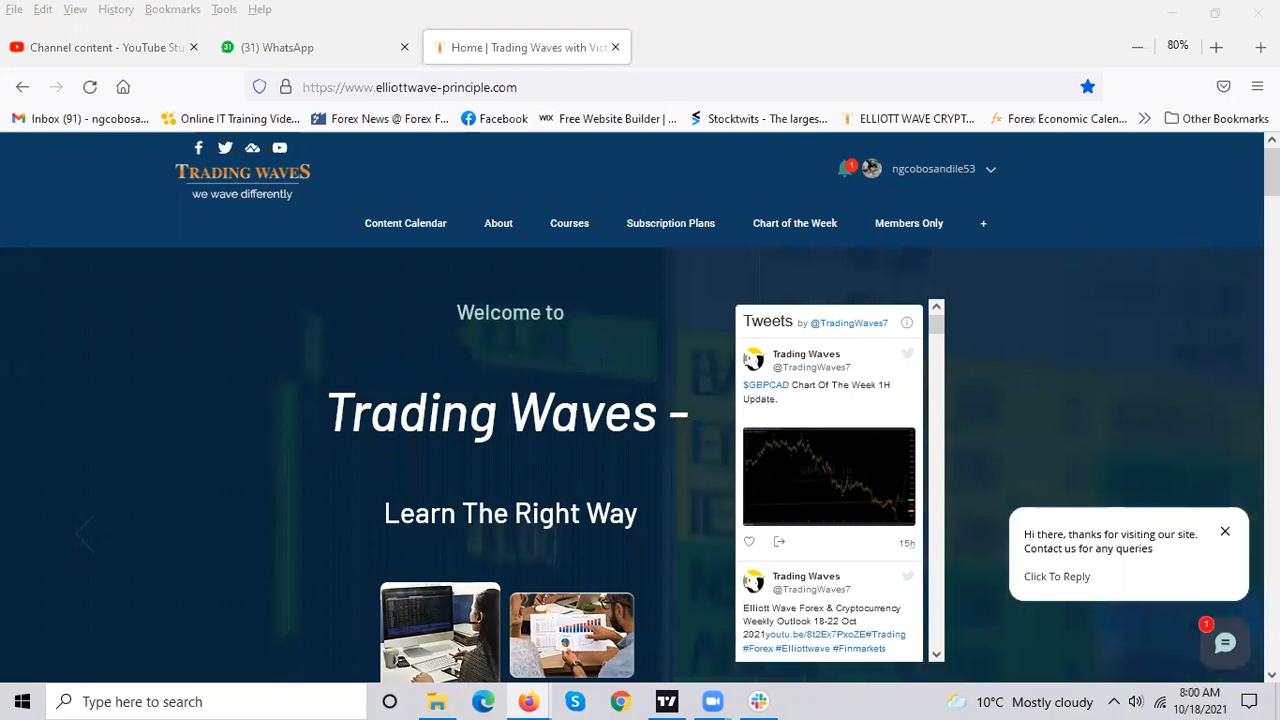 File Edit View History Bookmarks Tools Help
Channel content - YouTube Stu
31 (31) WhatsApp
Home | Trading Waves with Vict
80%
https://www.elliottwave-principle.com
Inbox (91) - ngcobosa...
Online IT Training Vide...
Forex News @ Forex F...
Facebook
WIX Free Website Builder | ...
Stocktwits - The larges...
ELLIOTT WAVE CRYPT...
Forex Economic Calen...
Other Bookmarks
TRADING WAVES
we wave differently
1
ngcobosandile53
Content Calendar
About
Courses
Subscription Plans
Chart of the Week
Members Only
+
Welcome to
Trading Waves -
Learn The Right Way
Tweets by @TradingWaves7
Trading Waves
@TradingWaves7
$GBPCAD Chart Of The Week 1H
Update.
GBPCAD 1h
15h
Trading Waves
@TradingWaves7
Elliott Wave Forex & Cryptocurrency
Weekly Outlook 18-22 Oct
2021youtu.be/8t2Ek7PxoZE#Trading
#Forex #Elliottwave #Finmarkets
Hi there, thanks for visiting our site.
Contact us for any queries
Click To Reply
1
Type here to search
10°C Mostly cloudy
8:00 AM
10/18/2021